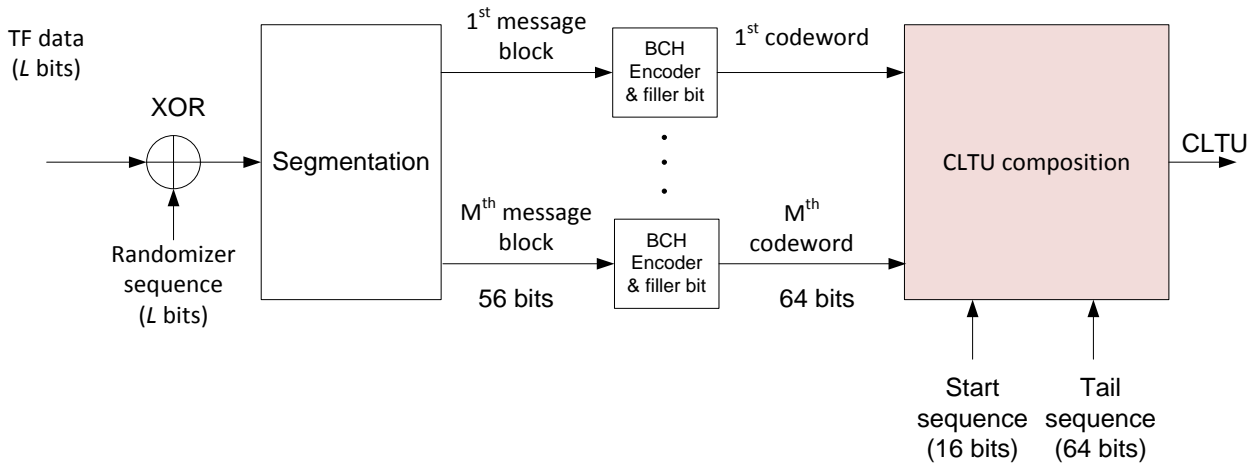 TF data
(L bits)
XOR
Randomizer
sequence
(L bits)
Segmentation
1st message
block
Mth message
block
56 bits
BCH
Encoder
& filler bit
BCH
Encoder
& filler bit
1st codeword
Mth
codeword
64 bits
CLTU composition
CLTU
Start
sequence
(16 bits)
Tail
sequence
(64 bits)